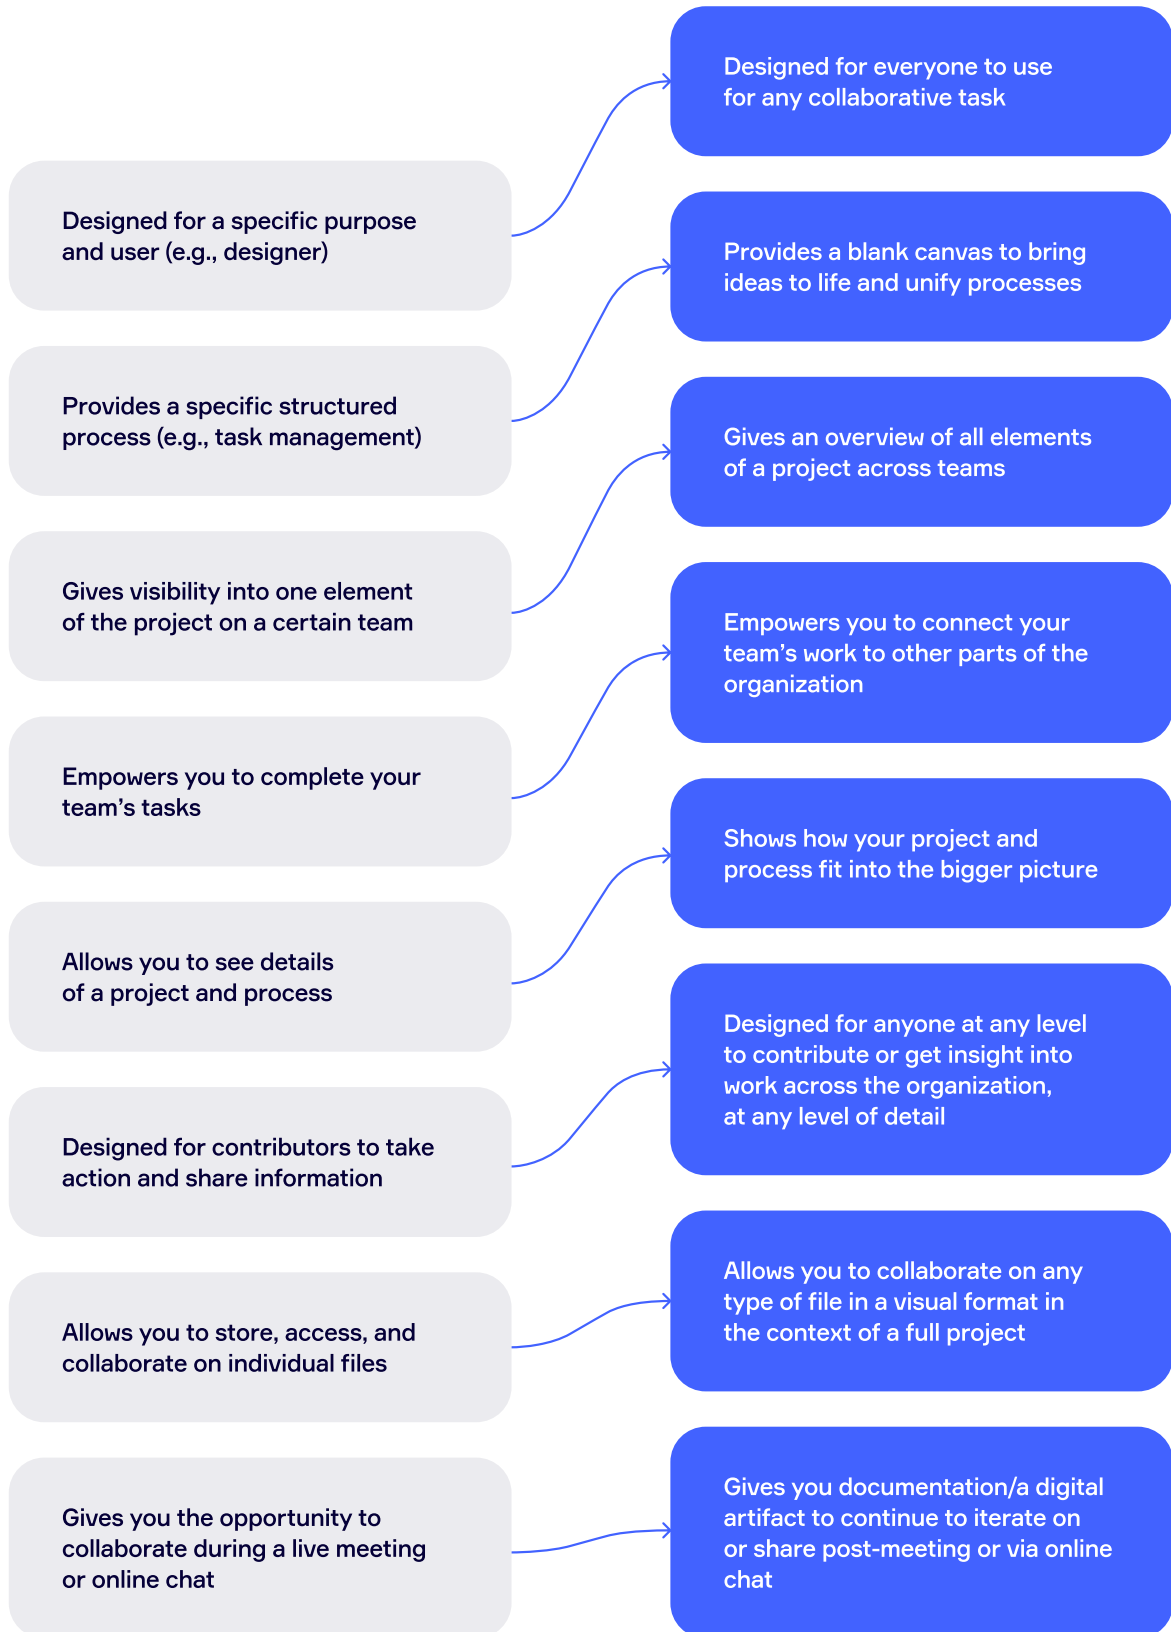 Designed for everyone to use
for any collaborative task
Designed for a specific purpose
and user (e.g., designer)
Provides a blank canvas to bring
ideas to life and unify processes
Provides a specific structured
process (e.g., task management)
Gives an overview of all elements
of a project across teams
Gives visibility into one element
of the project on a certain team
Empowers you to connect your
team’s work to other parts of the
organization
Empowers you to complete your
team’s tasks
Shows how your project and
process fit into the bigger picture
Allows you to see details
of a project and process
Designed for anyone at any level
to contribute or get insight into
work across the organization,
at any level of detail
Designed for contributors to take
action and share information
Allows you to collaborate on any
type of file in a visual format in
the context of a full project
Allows you to store, access, and
collaborate on individual files
Gives you documentation/a digital
artifact to continue to iterate on
or share post-meeting or via online
chat
Gives you the opportunity to
collaborate during a live meeting
or online chat